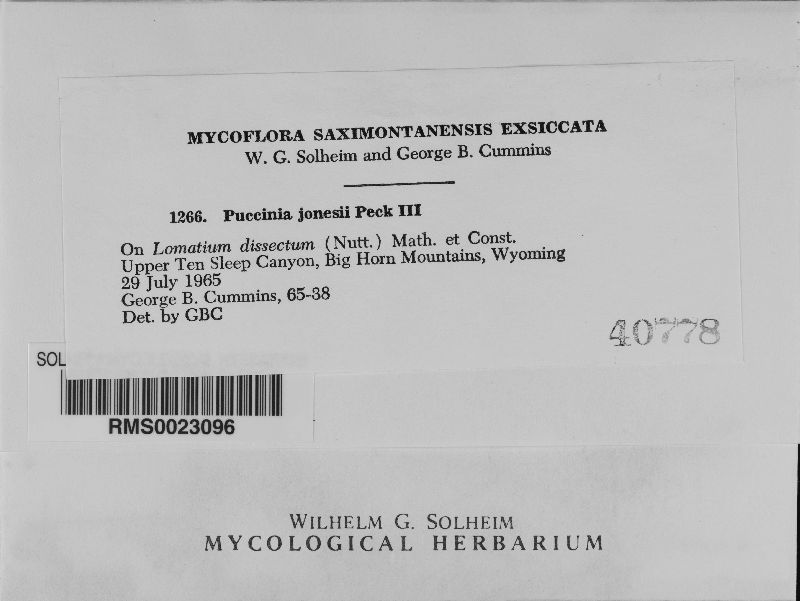 MYCOFLORA SAXIMONTANENSIS EXSICCATA
W. G. Solheim and George B. Cummins
1266. Puccinia jonesii Peck III
On Lomatium dissectum (Nutt.) Math. et Const.
Upper Ten Sleep Canyon, Big Horn Mountains, Wyoming
29 July 1965
George B. Cummins, 65-38
Det. by GBC
40778
SOL
RMS0023096
WILHELM G. SOLHEIM
MYCOLOGICAL HERBARIUM